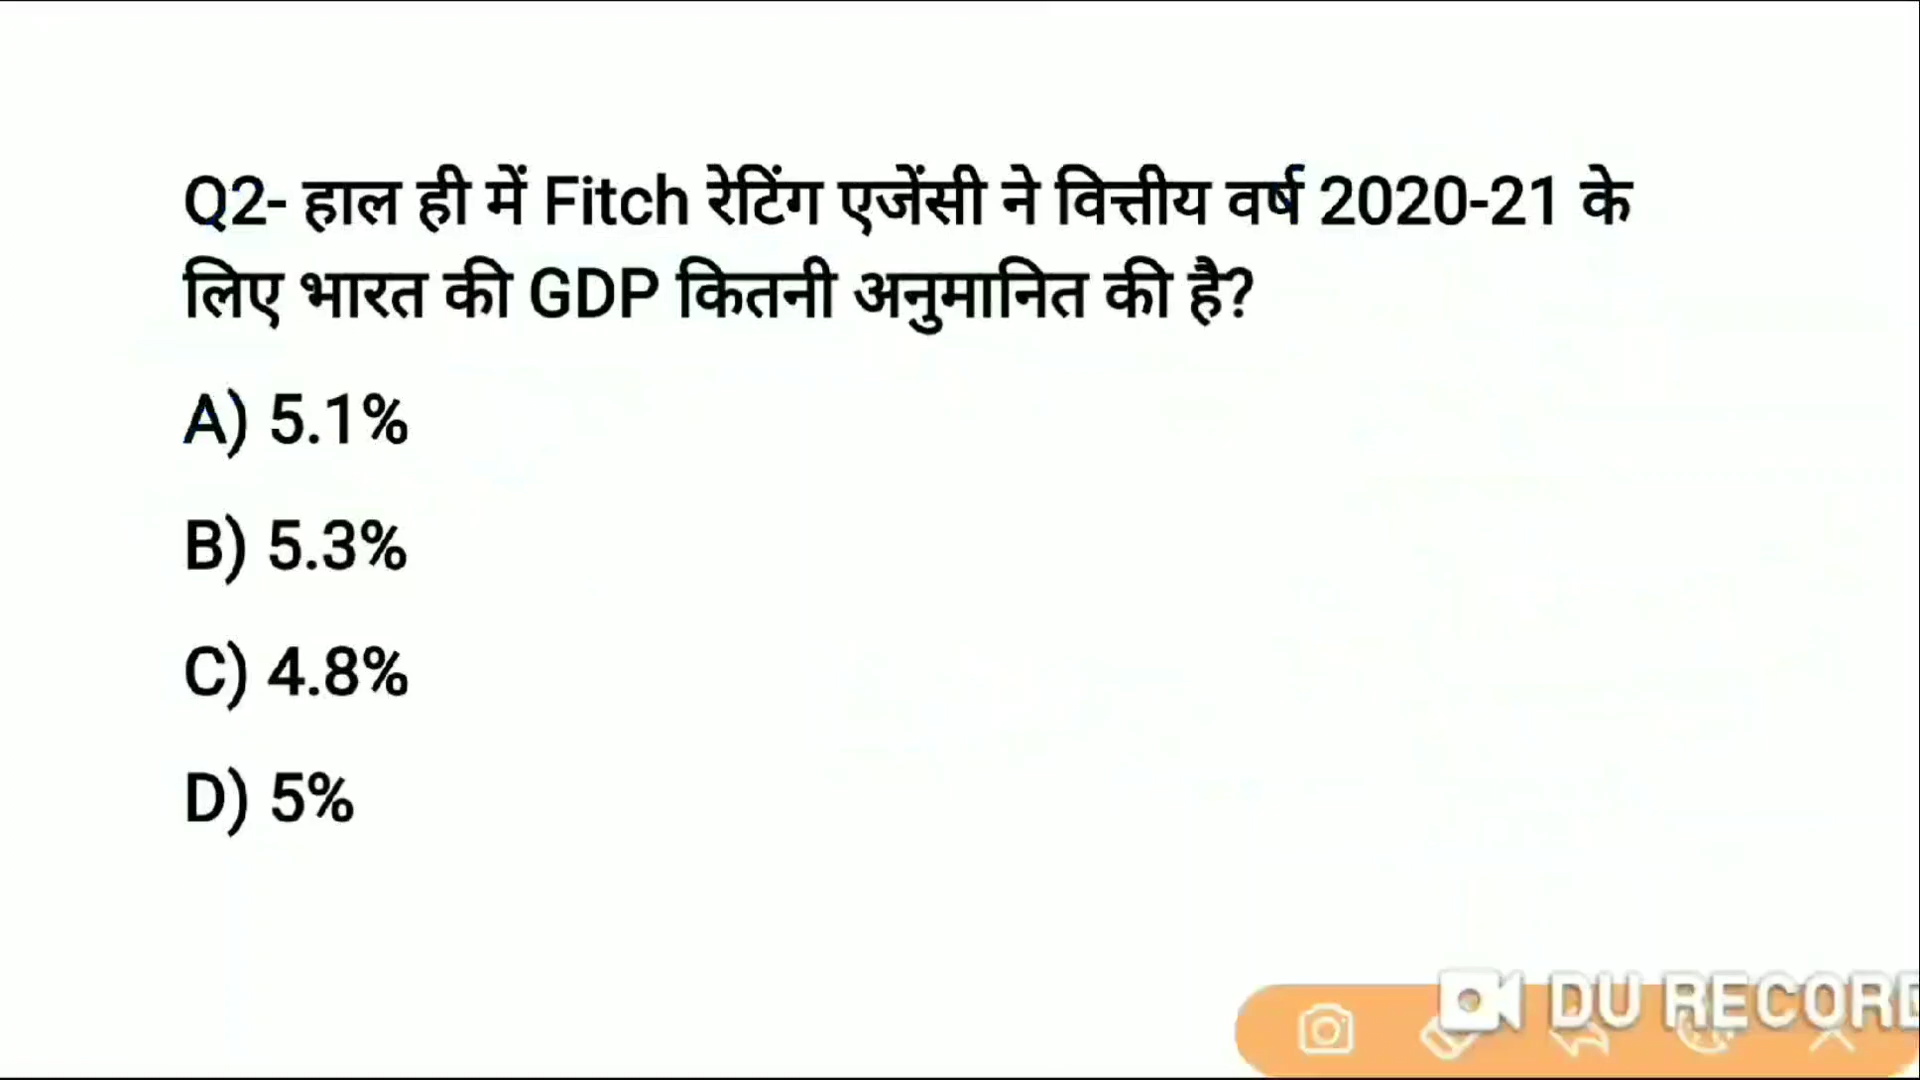 Q2- हाल ही में Fitch रेटिंग एजेंसी ने वित्तीय वर्ष 2020-21 के
लिए भारत की GDP कितनी अनुमानित की है?
A) 5.1%
B) 5.3%
C) 4.8%
D) 5%
DU RECORD